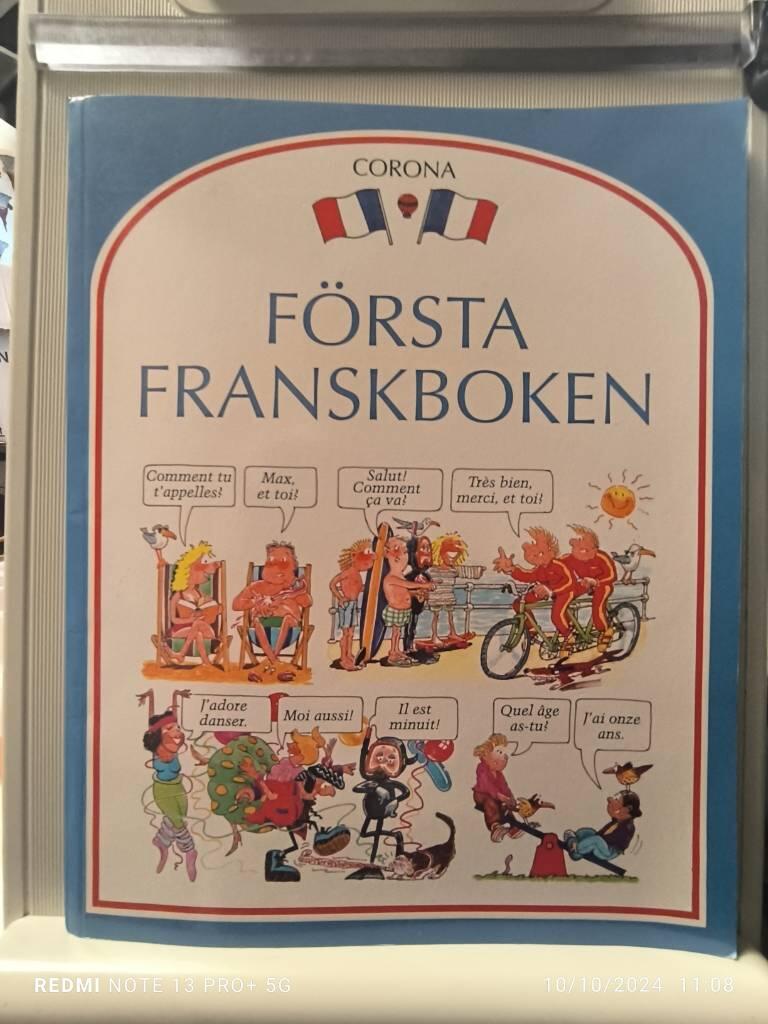 CORONA
FÖRSTA
FRANSKBOKEN
Comment tu
t'appelles?
Max,
et toi?
Salut!
Comment
ça va?
Très bien,
merci, et toi?
J'adore
danser.
Moi aussi!
Il est
minuit!
Quel âge
as-tu?
J'ai onze
ans.
N
REDMI NOTE 13 PRO+ 5G
10/10/2024 11:08